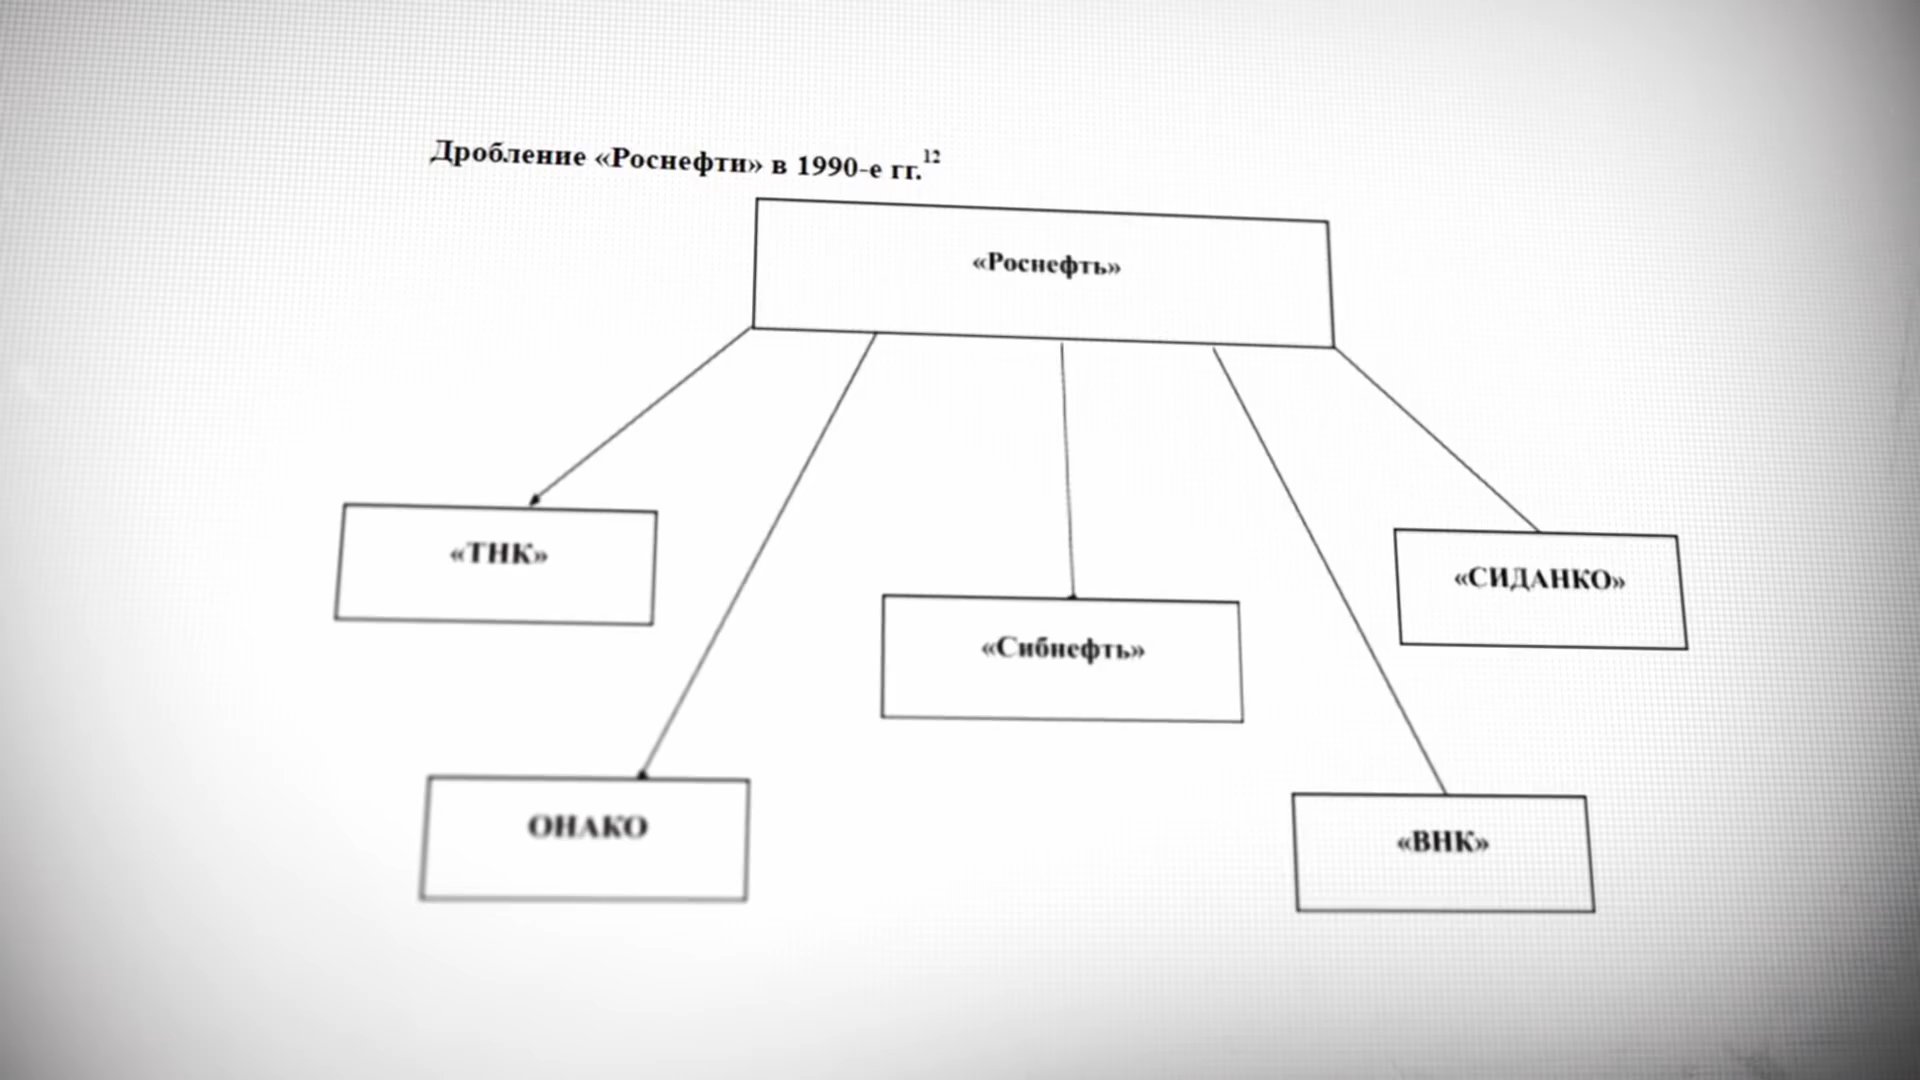 Дробление «Роснефти» в 1990-е гг.12
«Роснефть»
«ТНК»
«СИДАНКО»
«Сибнефть»
ОНАКО
«ВНК»